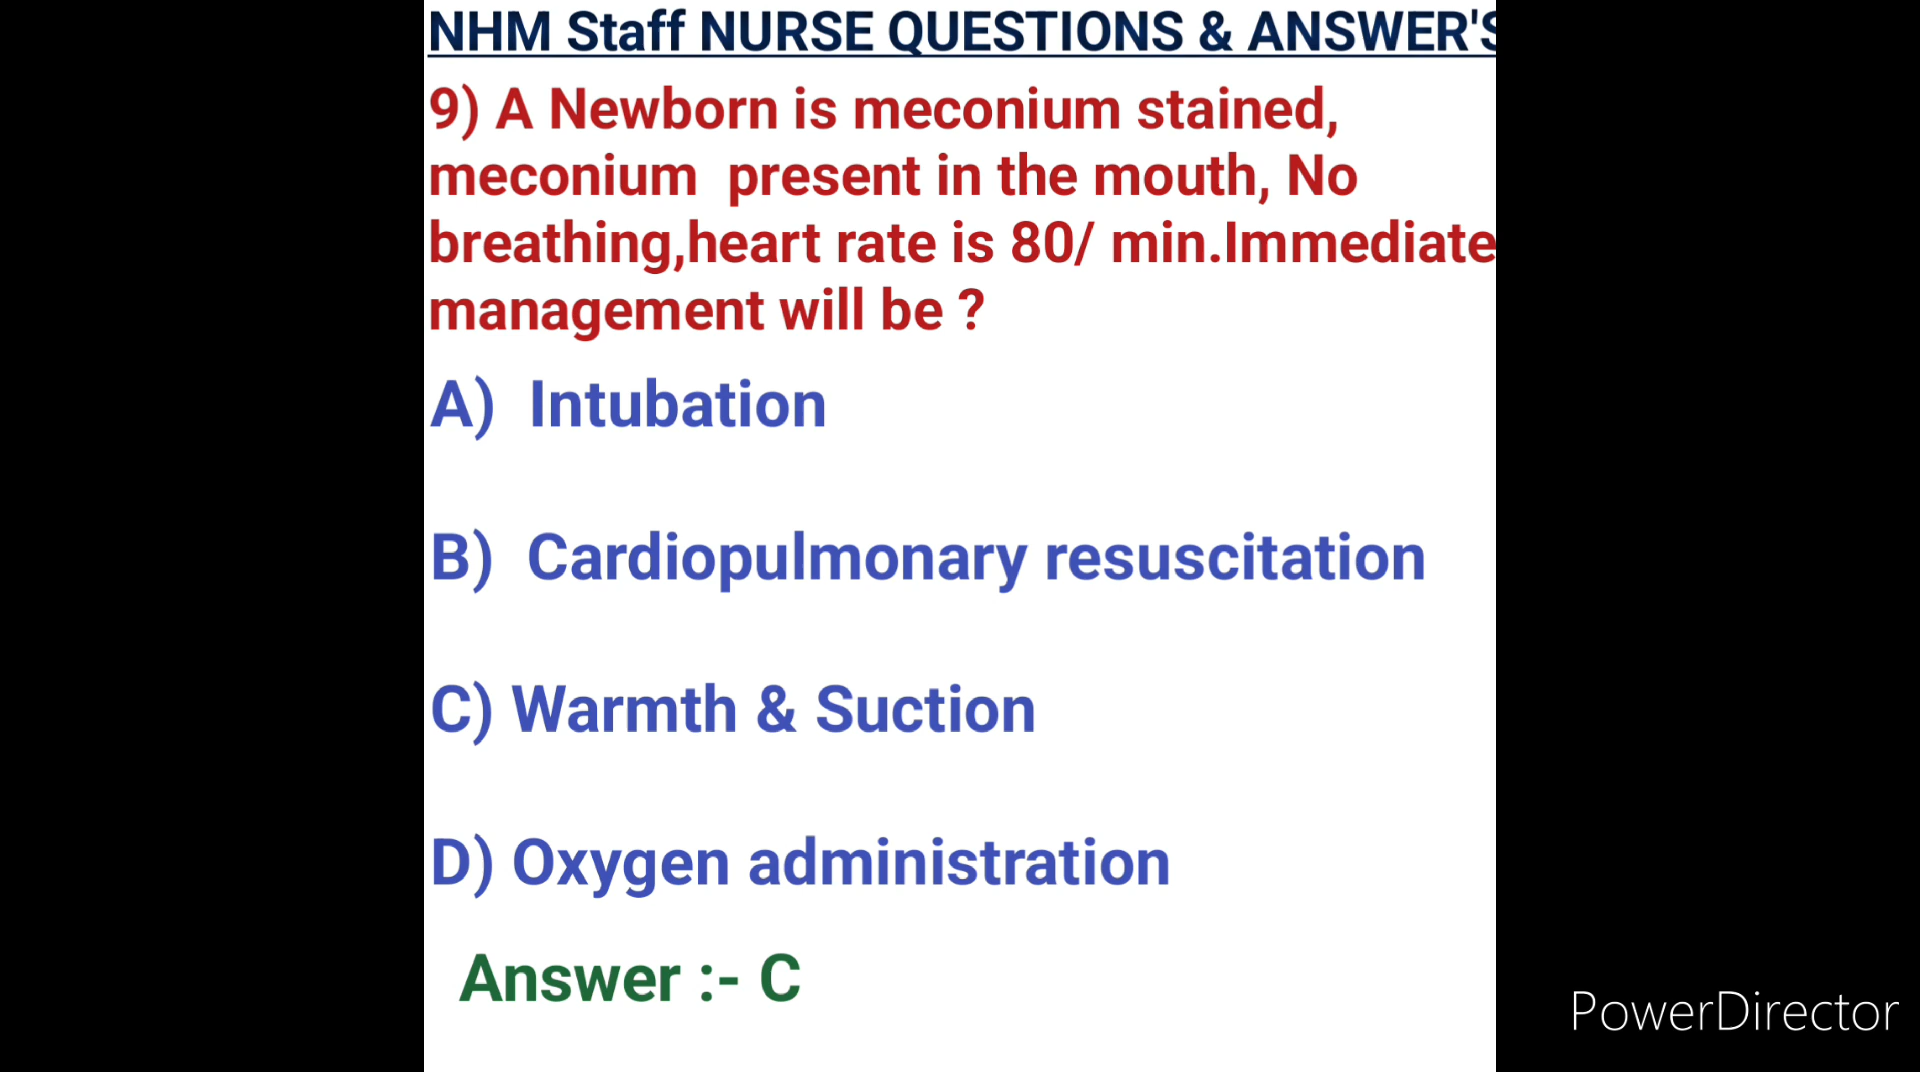 NHM Staff NURSE QUESTIONS & ANSWER'S
9) A Newborn is meconium stained,
meconium present in the mouth, No
breathing,heart rate is 80/ min.Immediate
management will be ?
A) Intubation
B) Cardiopulmonary resuscitation
C) Warmth & Suction
D) Oxygen administration
Answer :- C
PowerDirector